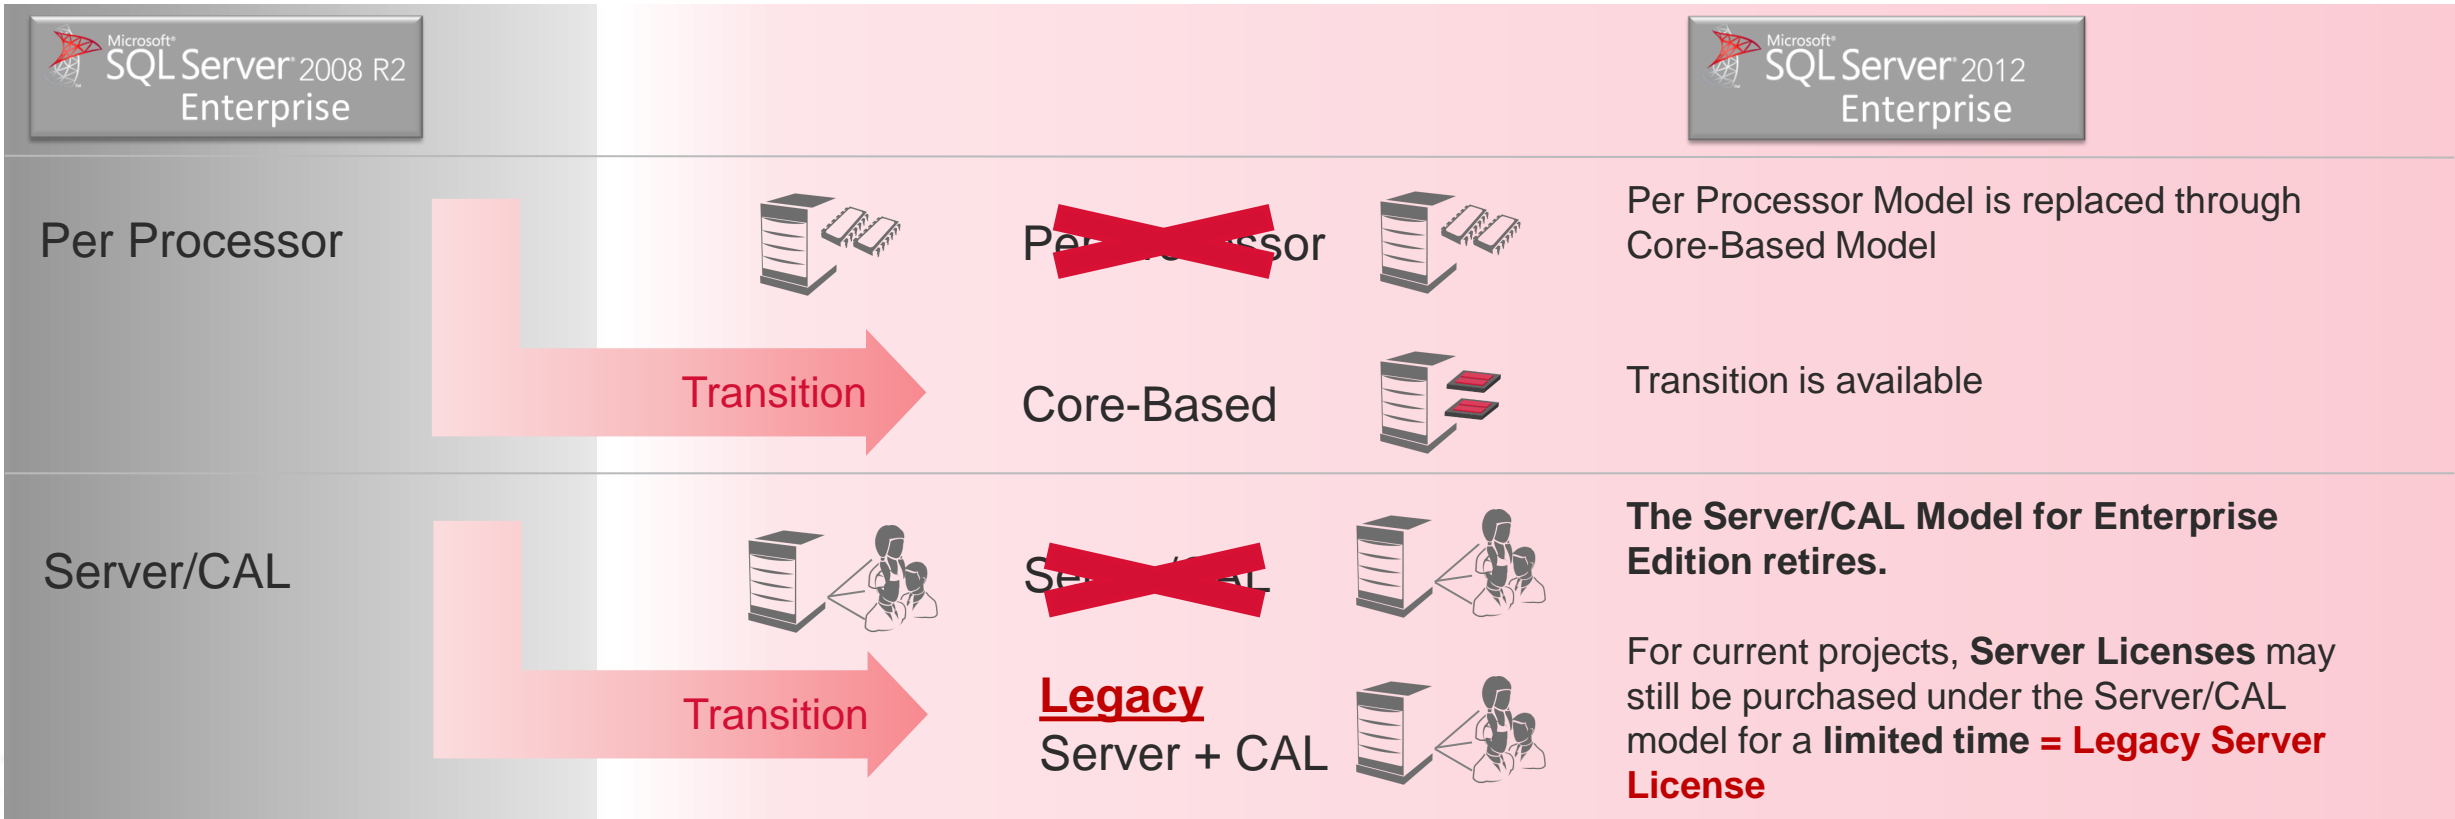 Microsoft®
SQL Server® 2008 R2
Enterprise
Microsoft®
SQL Server® 2012
Enterprise
Per Processor
Per Processor Model is replaced through
Core-Based Model
Transition
Core-Based
Transition is available
Server/CAL
The Server/CAL Model for Enterprise
Edition retires.
Transition
Legacy
Server + CAL
For current projects, Server Licenses may
still be purchased under the Server/CAL
model for a limited time = Legacy Server
License